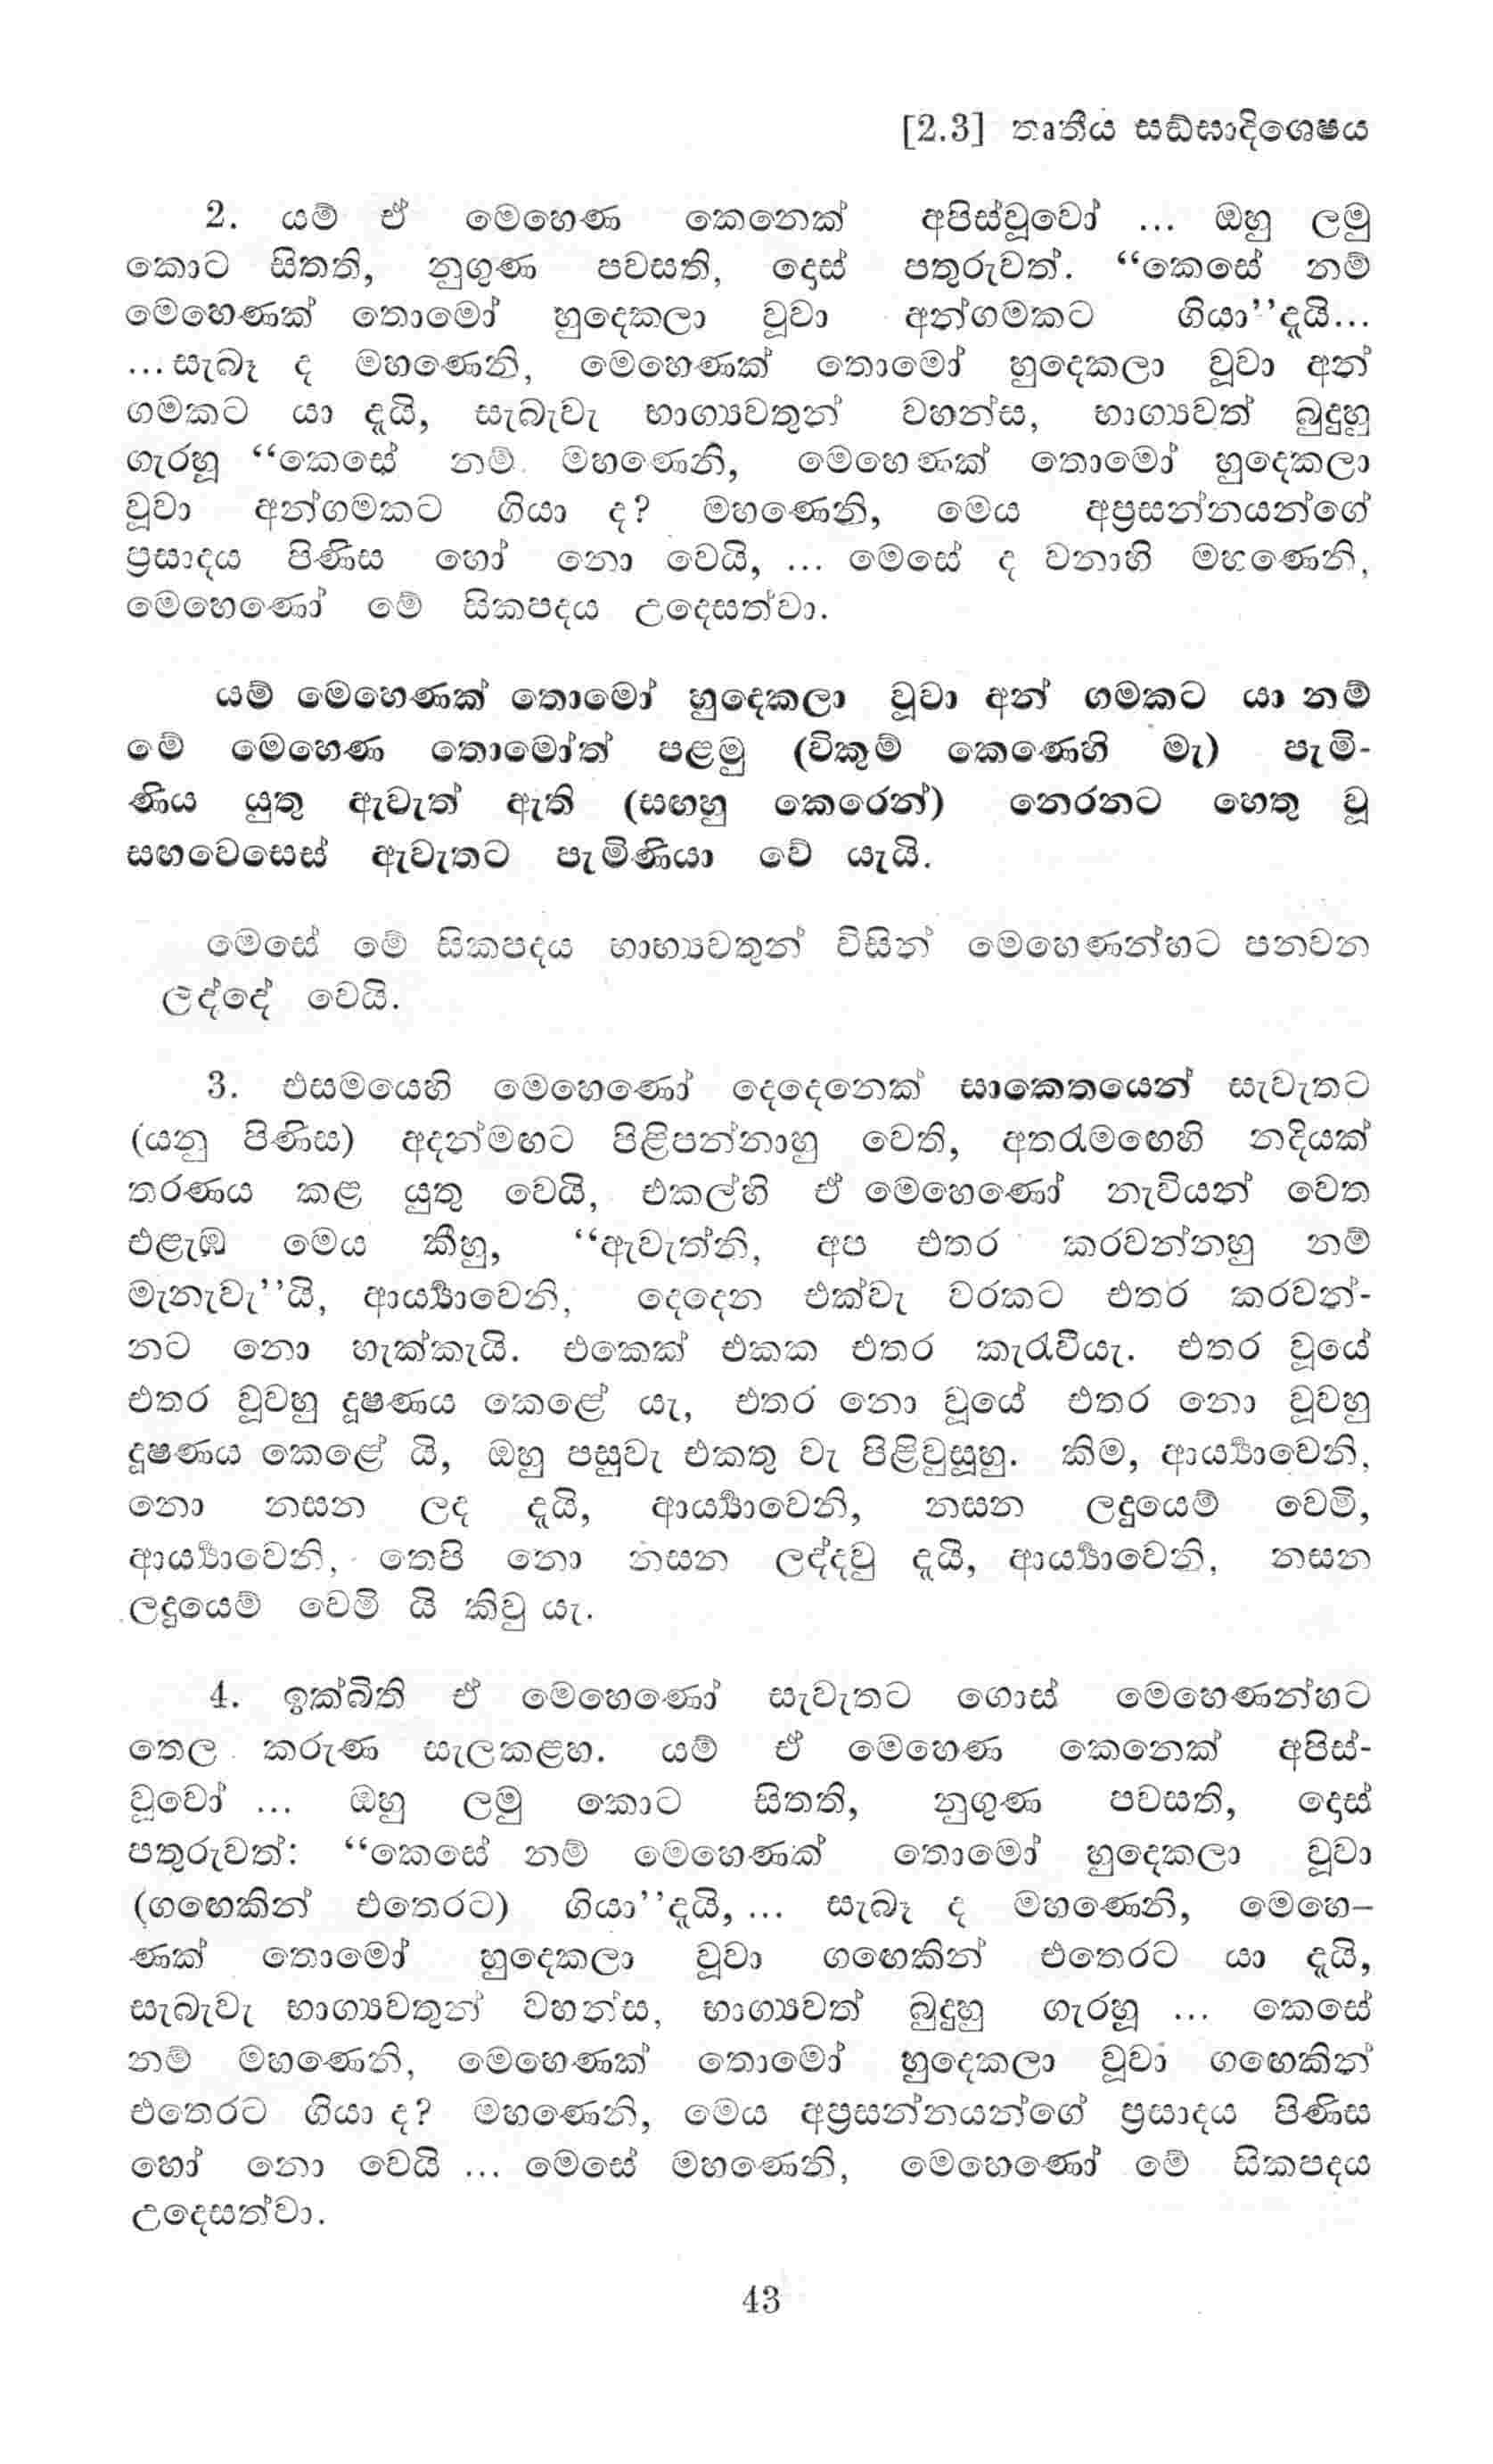 [2.3] තෘතීය සඞ්ඝාදිශෙෂය
2. යම් ඒ මෙහෙණ කෙනෙක් අපිස්වූවෝ ... ඔහු ලමු
කොට සිතති, නුගුණ පවසති, දොස් පතුරුවත්. “කෙසේ නම්
මෙහෙණක් තොමෝ හුදෙකලා වූවා අන්ගමකට ගියා’’දැයි...
...සැබෑ ද මහණෙනි, මෙහෙණක් තොමෝ හුදෙකලා වූවා අන්
ගමකට යා දැයි, සැබැවැ භාග්‍යවතුන් වහන්ස, භාග්‍යවත් බුදුහු
ගැරහූ “කෙසේ නම් මහණෙනි, මෙහෙණක් තොමෝ හුදෙකලා
වූවා අන්ගමකට ගියා ද? මහණෙනි, මෙය අප්‍රසන්නයන්ගේ
ප්‍රසාදය පිණිස හෝ නො වෙයි, ... මෙසේ ද වනාහි මහණෙනි,
මෙහෙණෝ මේ සිකපදය උදෙසත්වා.
යම් මෙහෙණක් තොමෝ හුදෙකලා වූවා අන් ගමකට යා නම්
මේ මෙහෙණ තොමෝත් පළමු (විකුම් කෙණෙහි මැ) පැමි-
ණිය යුතු ඇවැත් ඇති (සඟහු කෙරෙන්) නෙරනට හෙතු වූ
සඟවෙසෙස් ඇවැතට පැමිණියා වේ යැයි.
මෙසේ මේ සිකපදය භාභ්‍යවතුන් විසින් මෙහෙණන්හට පනවන
ලද්දේ වෙයි.
3. එසමයෙහි මෙහෙණෝ දෙදෙනෙක් සාකෙතයෙන් සැවැතට
(යනු පිණිස) අදන්මඟට පිළිපන්නාහු වෙති, අතරැමඟෙහි නදියක්
තරණය කළ යුතු වෙයි, එකල්හි ඒ මෙහෙණෝ නැවියන් වෙත
එළැඹ මෙය කීහු, “ඇවැත්නි, අප එතර කරවන්නහු නම්
මැනැවැ’’යි, ආර්‍ය්‍යාවෙනි, දෙදෙන එක්වැ වරකට එතර කරවන්-
නට නො හැක්කැයි. එකෙක් එකක එතර කැරැවීයැ. එතර වූයේ
එතර වූවහු දූෂණය කෙළේ යැ, එතර නො වූයේ එතර නො වූවහු
දූෂණය කෙළේ යි, ඔහු පසුවැ එකතු වැ පිළිවුසූහු. කිම, ආර්‍ය්‍යාවෙනි,
නො නසන ලද දැයි, ආර්‍ය්‍යාවෙනි, නසන ලදුයෙම් වෙමි,
ආර්‍ය්‍යාවෙනි, තෙපි නො නසන ලද්දවු දැයි, ආර්‍ය්‍යාවෙනි, නසන
ලදුයෙම් වෙමි යි කිවු යැ.
4. ඉක්බිති ඒ මෙහෙණෝ සැවැතට ගොස් මෙහෙණන්හට
තෙල කරුණ සැලකළහ. යම් ඒ මෙහෙණ කෙනෙක් අපිස්-
වූවෝ ... ඔහු ලමු කොට සිතති, නුගුණ පවසති, දොස්
පතුරුවත්: “කෙසේ නම් මෙහෙණක් තොමෝ හුදෙකලා වූවා
(ගඟෙකින් එතෙරට) ගියා’’දැයි, ... සැබෑ ද මහණෙනි, මෙහෙ–
ණක් තොමෝ හුදෙකලා වූවා ගඟෙකින් එතෙරට යා දැයි,
සැබැවැ භාග්‍යවතුන් වහන්ස, භාග්‍යවත් බුදුහු ගැරහූ ... කෙසේ
නම් මහණෙනි, මෙහෙණක් තොමෝ හුදෙකලා වූවා ගඟෙකින්
එතෙරට ගියා ද? මහණෙනි, මෙය අප්‍රසන්නයන්ගේ ප්‍රසාදය පිණිස
හෝ නො වෙයි ... මෙසේ මහණෙනි, මෙහෙණෝ මේ සිකපදය
උදෙසත්වා.
43